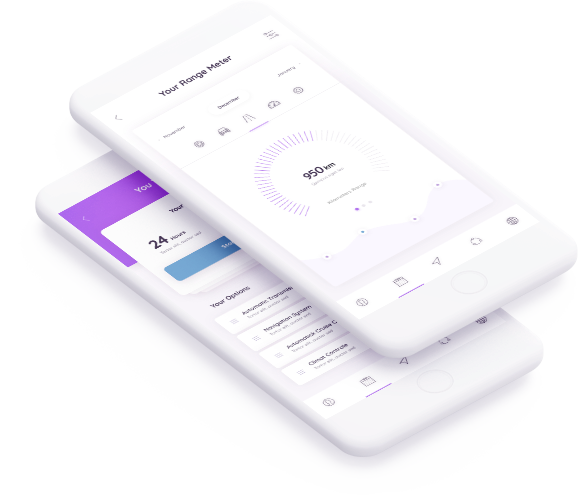 Your Range Meter
November
December
January
950 km
Kilometers Range
You
Your
24 Hours
Your Options
Automatic Transmis
Navigation System
Automatick Cruise C
Climat Controle